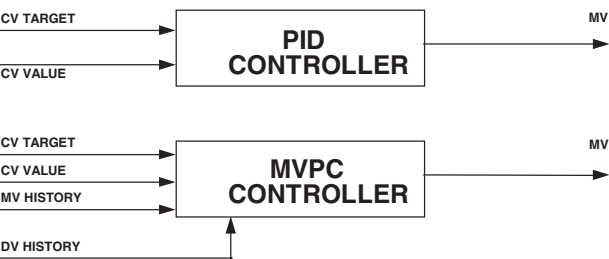 CV TARGET
MV
PID
CONTROLLER
CV VALUE
CV TARGET
MV
CV VALUE
MVPC
CONTROLLER
MV HISTORY
DV HISTORY